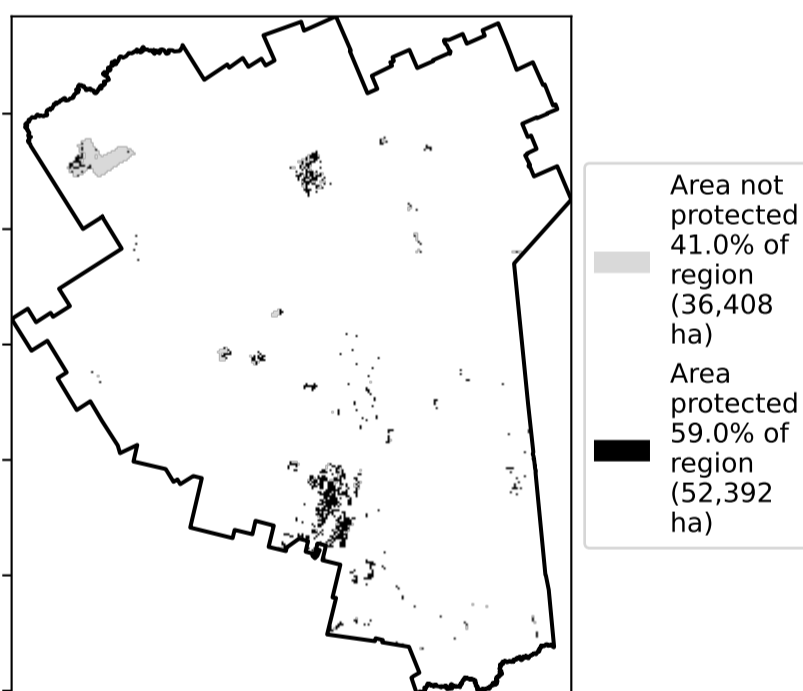 Area not
protected
41.0% of
region
(36,408
ha)
Area
protected
59.0% of
region
(52,392
ha)